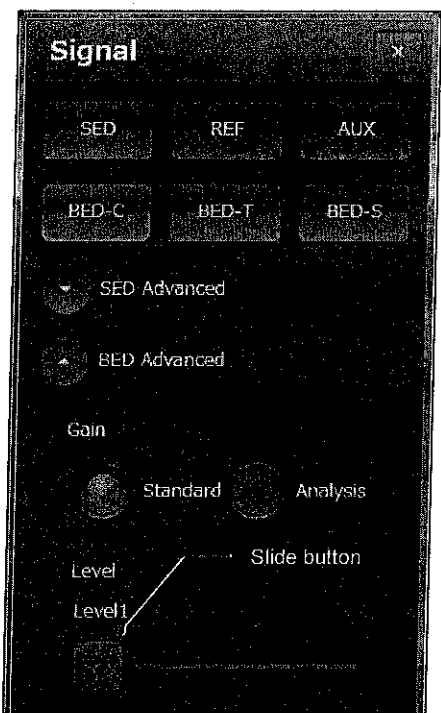 Signal ×
SED REF AUX
BED-C BED-T BED-S
SED Advanced
BED Advanced
Gain
Standard Analysis
Slide button
Level
Level1